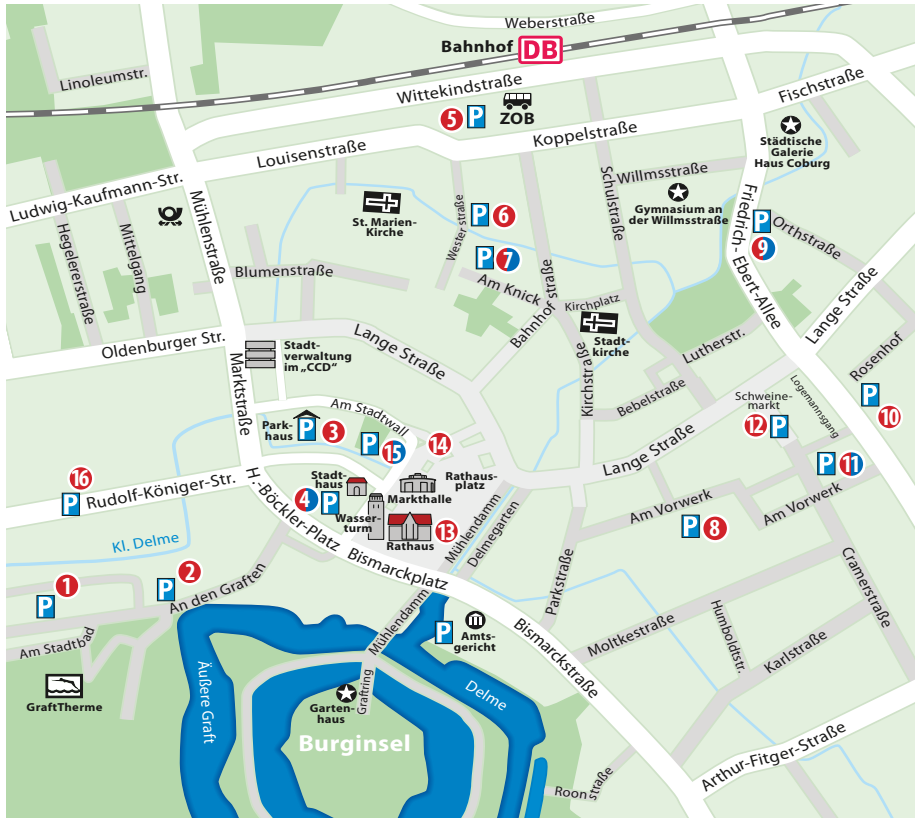 Weberstraße
Bahnhof DB
Linoleumstr.
Wittekindstraße
Fischstraße
5 P ZOB
Koppelstraße
Louisenstraße
Städtische
Galerie
Haus Coburg
Ludwig-Kaufmann-Str.
Mühlenstraße
Willmsstraße
Schulstraße
Gymnasium an
der Willmsstraße
Friedrich-Ebert-Allee
St. Marien-
Kirche
Wester straße
P 6
P 7
P
9
Orthstraße
Hegelererstraße
Mittelgang
Blumenstraße
Am Knick
Bahnhof straße
Kirchplatz
Stadt-
kirche
Lange Straße
Oldenburger Str.
Stadt-
verwaltung
im „CCD“
Lange Straße
Lutherstr.
Rosenhof
Marktstraße
Kirchstraße
Bebelstraße
Logemannsgang
Schweine-
markt
12 P
P
10
Am Stadtwall
Park-
haus
P 3
P
15
14
Lange Straße
P 11
16
P
Rudolf-Königer-Str.
H.-Böckler-Platz
Stadt-
haus
4 P
Markthalle
Rathaus-
platz
Wasser-
turm
13
Rathaus
Mühlendamm
Delmegarten
Am Vorwerk
Am Vorwerk
P 8
Kl. Delme
Bismarckplatz
Parkstraße
Cramerstraße
1
P
2
P
An den Graften
Am Stadtbad
Mühlendamm
P
Amts-
gericht
Bismarckstraße
Moltkestraße
Humboldtstr.
Karlstraße
GraftTherme
Äußere Graft
Graftring
Garten-
haus
Delme
Burginsel
Arthur-Fitger-Straße
Roon straße